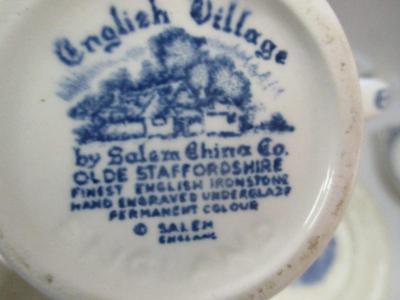 English Village
by Salem China Co.
OLDE STAFFORDSHIRE
FINEST ENGLISH IRONSTONE
HAND ENGRAVED UNDERGLAZE
PERMANENT COLOUR
© SALEM
ENGLAND